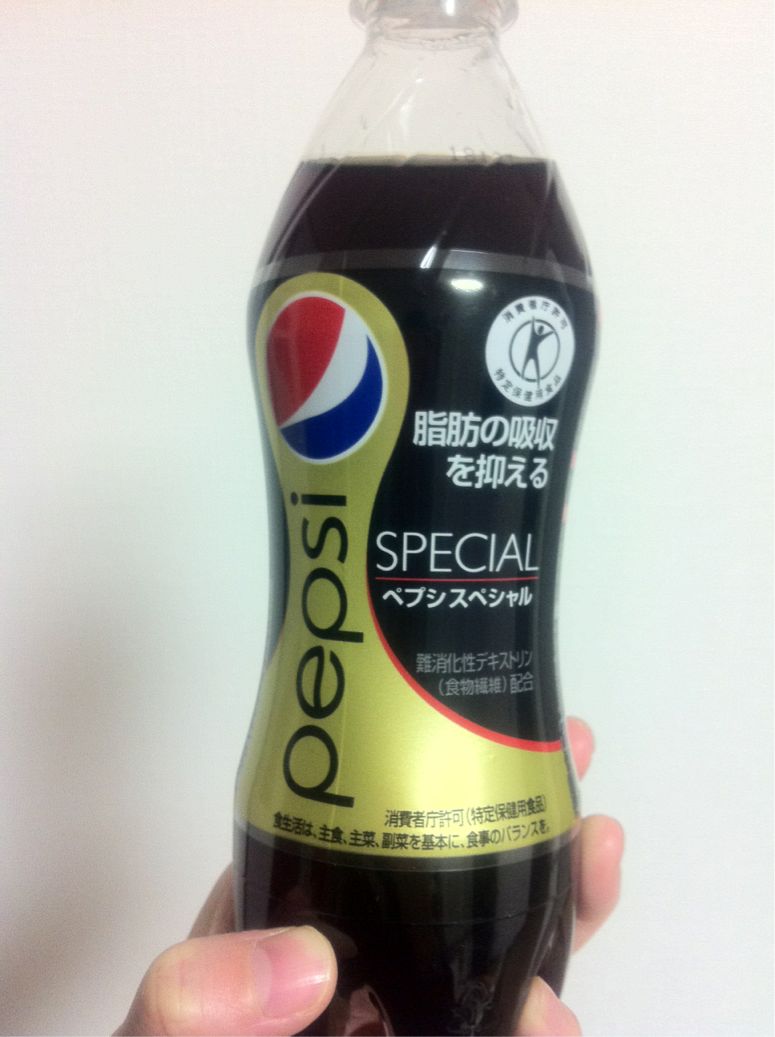 消費者庁許可
特定保健用食品
脂肪の吸収
を抑える
pepsi
SPECIAL
ペプシスペシャル
難消化性デキストリン
(食物繊維)配合
消費者庁許可(特定保健用食品)
食生活は、主食、主菜、副菜を基本に、食事のバランスを。